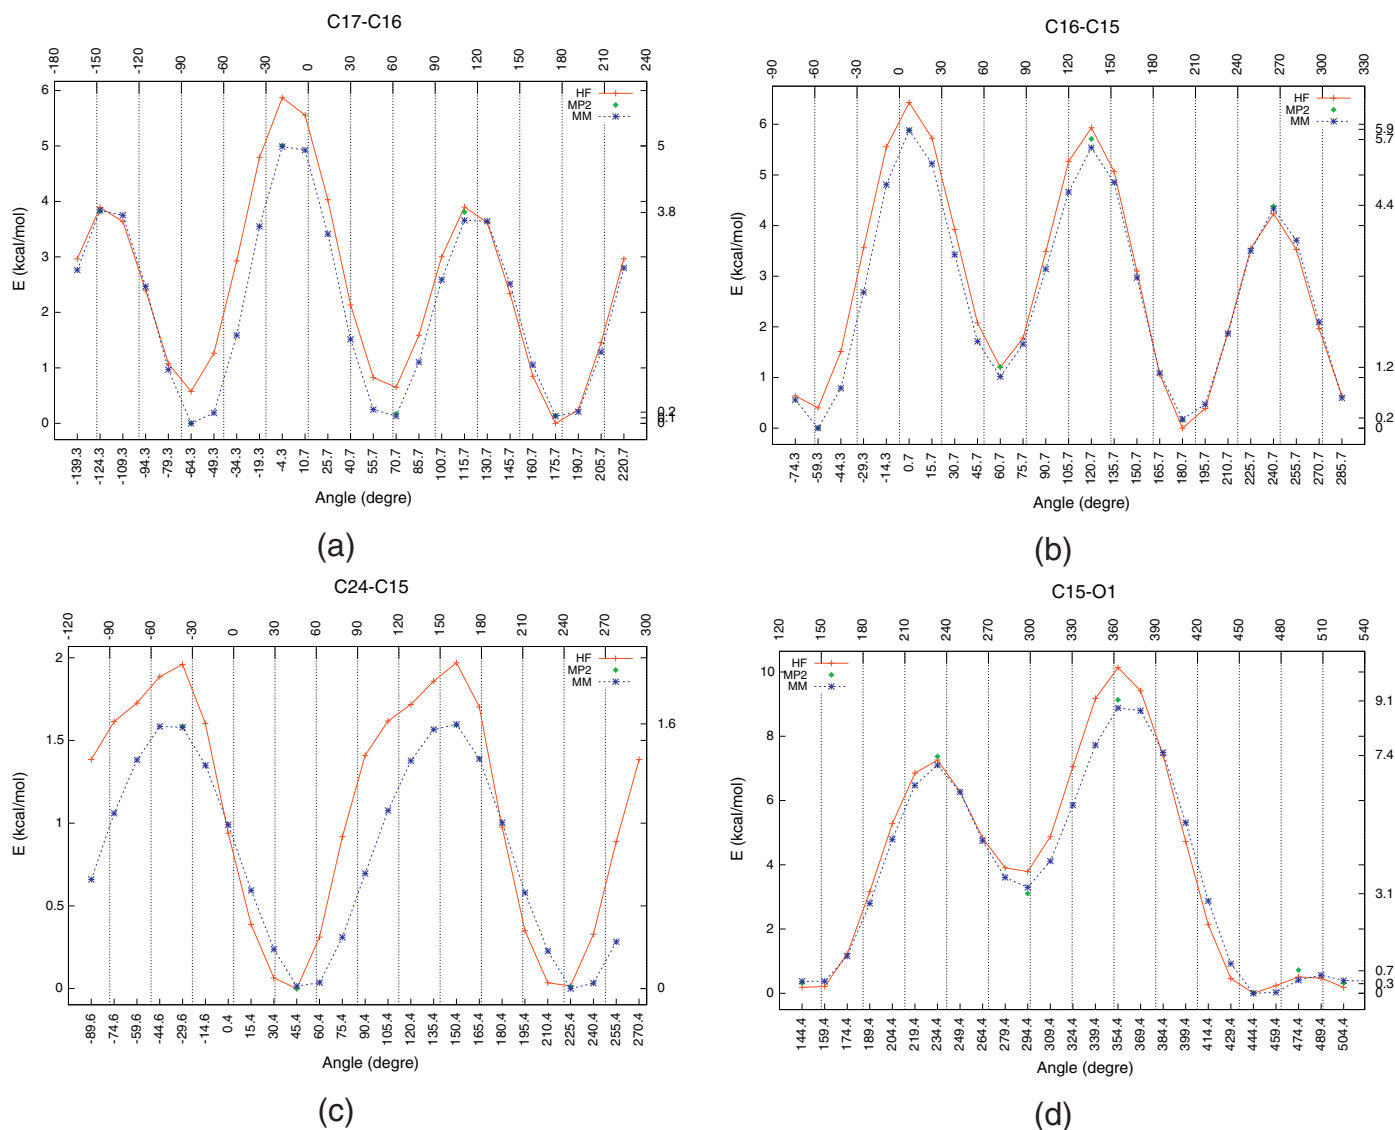 C17-C16
-180 -150 -120 -90 -60 -30 0 30 60 90 120 150 180 210 240
HF
MP2
MM
E (kcal/mol)
6
5
4
3
2
1
0
5
3.8
0.2
0.1
0
-139.3 -124.3 -109.3 -94.3 -79.3 -64.3 -49.3 -34.3 -19.3 -4.3 10.7 25.7 40.7 55.7 70.7 85.7 100.7 115.7 130.7 145.7 160.7 175.7 190.7 205.7 220.7
Angle (degre)
(a)
C16-C15
-90 -60 -30 0 30 60 90 120 150 180 210 240 270 300 330
HF
MP2
MM
E (kcal/mol)
6
5
4
3
2
1
0
5.9
5.7
4.4
1.2
0.2
0
-74.3 -59.3 -44.3 -29.3 -14.3 0.7 15.7 30.7 45.7 60.7 75.7 90.7 105.7 120.7 135.7 150.7 165.7 180.7 195.7 210.7 225.7 240.7 255.7 270.7 285.7
Angle (degre)
(b)
C24-C15
-120 -90 -60 -30 0 30 60 90 120 150 180 210 240 270 300
HF
MP2
MM
E (kcal/mol)
2
1.5
1
0.5
0
1.6
0
-89.6 -74.6 -59.6 -44.6 -29.6 -14.6 0.4 15.4 30.4 45.4 60.4 75.4 90.4 105.4 120.4 135.4 150.4 165.4 180.4 195.4 210.4 225.4 240.4 255.4 270.4
Angle (degre)
(c)
C15-O1
120 150 180 210 240 270 300 330 360 390 420 450 480 510 540
HF
MP2
MM
E (kcal/mol)
10
8
6
4
2
0
9.1
7.4
3.1
0.7
0.3
0
144.4 159.4 174.4 189.4 204.4 219.4 234.4 249.4 264.4 279.4 294.4 309.4 324.4 339.4 354.4 369.4 384.4 399.4 414.4 429.4 444.4 459.4 474.4 489.4 504.4
Angle (degre)
(d)